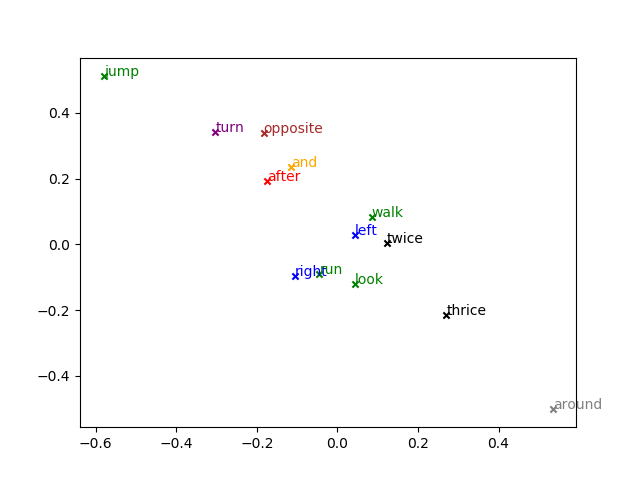 jump
turn
opposite
and
after
walk
left
twice
right
run
look
thrice
around
0.4
0.2
0.0
−0.2
−0.4
−0.6
−0.4
−0.2
0.0
0.2
0.4